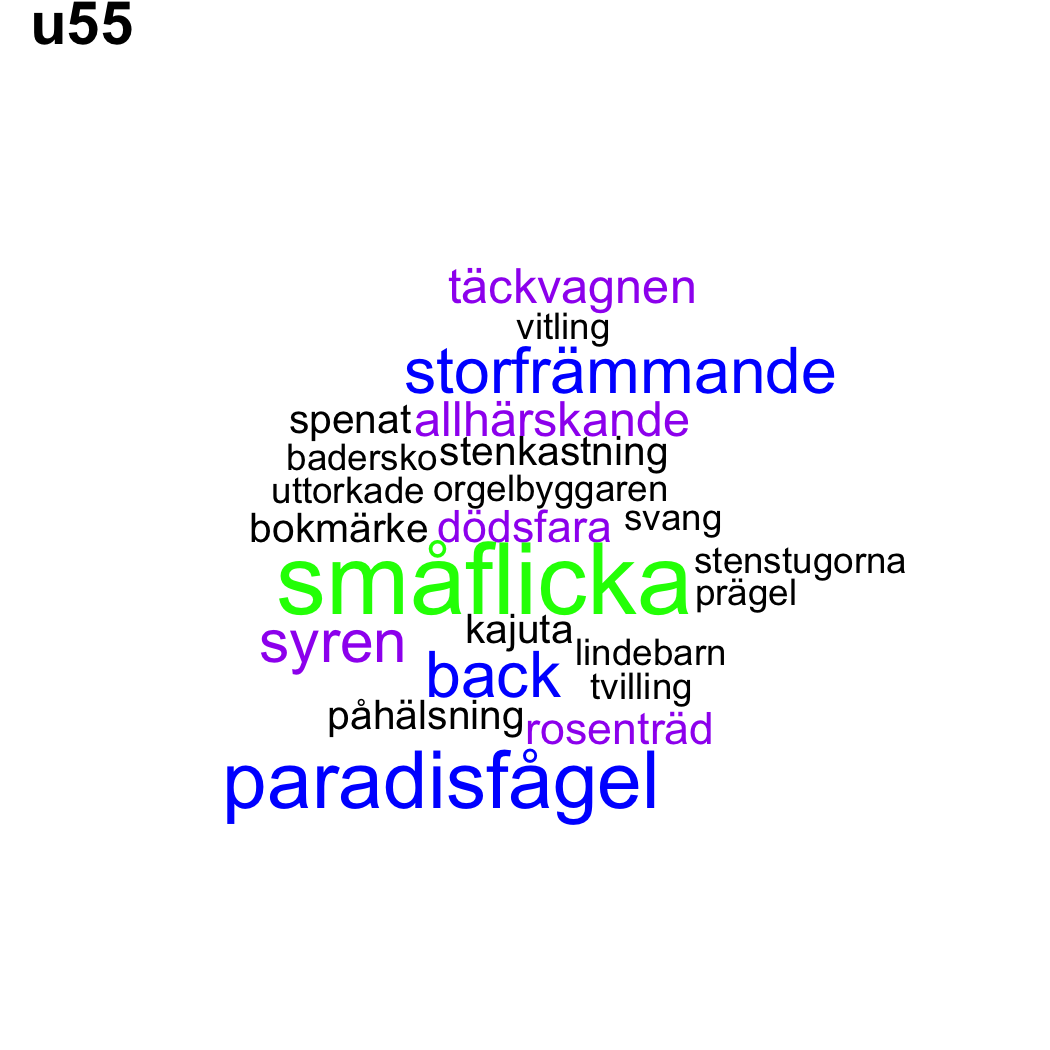 u55
täckvagnen
vitling
storfrämmande
spenat allhärskande
badersko stenkastning
uttorkade orgelbyggaren
bokmärke dödsfara svang
småflicka stenstugorna
prägel
syren kajuta
lindebarn
back tvilling
påhälsning rosenträd
paradisfågel